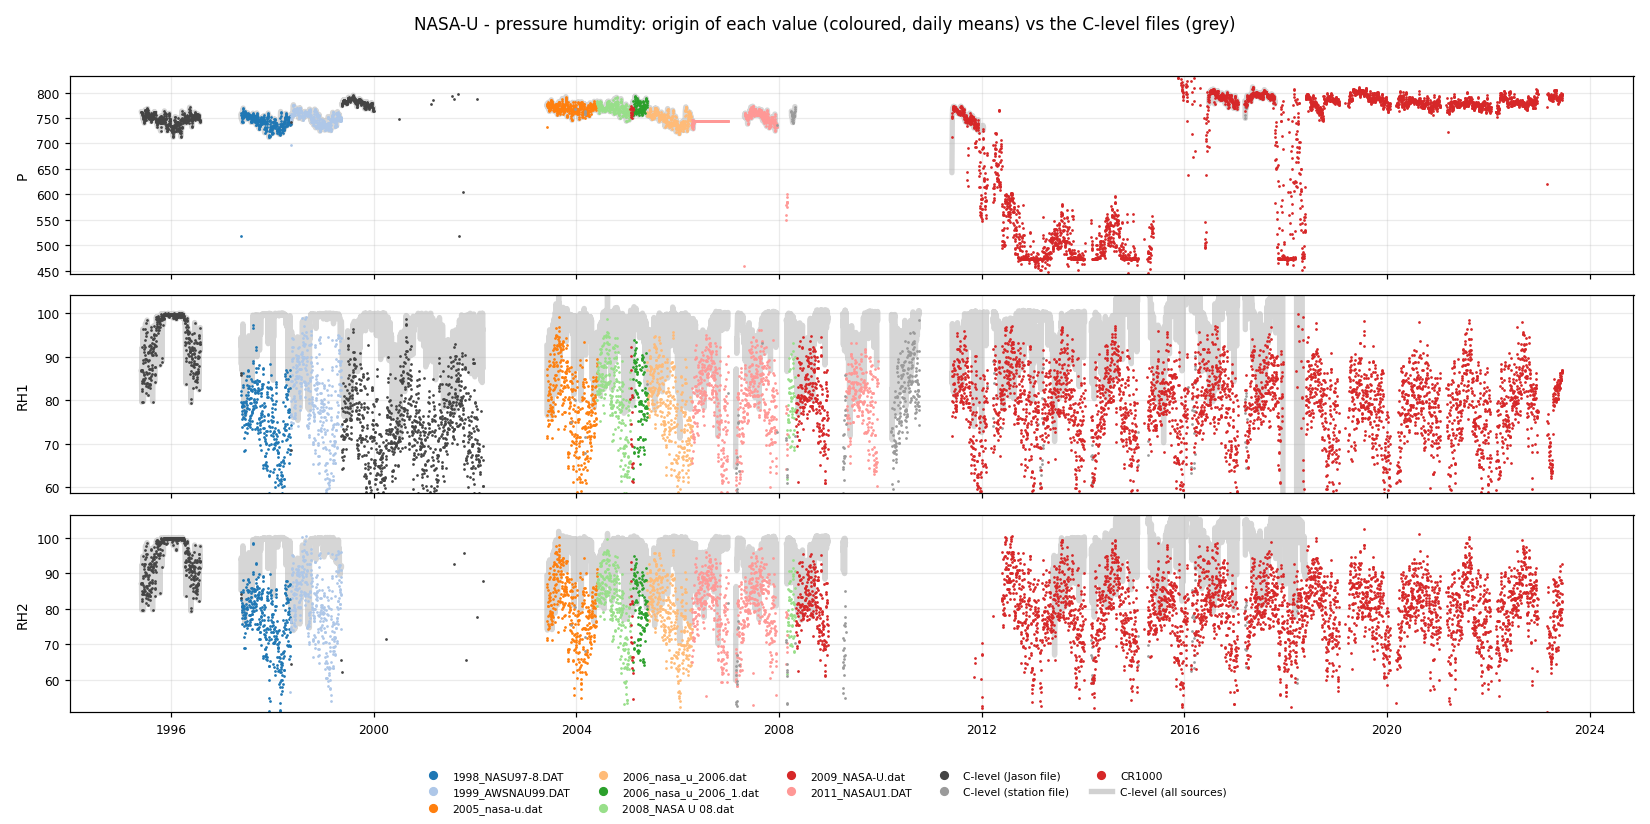 NASA-U - pressure humdity: origin of each value (coloured, daily means) vs the C-level files (grey)
800
750
700
650
600
550
500
450
P
100
90
80
70
60
RH1
100
90
80
70
60
RH2
1996 2000 2004 2008 2012 2016 2020 2024
1998_NASU97-8.DAT 2006_nasa_u_2006.dat 2009_NASA-U.dat C-level (Jason file) CR1000
1999_AWSNAU99.DAT 2006_nasa_u_2006_1.dat 2011_NASAU1.DAT C-level (station file) C-level (all sources)
2005_nasa-u.dat 2008_NASA U 08.dat